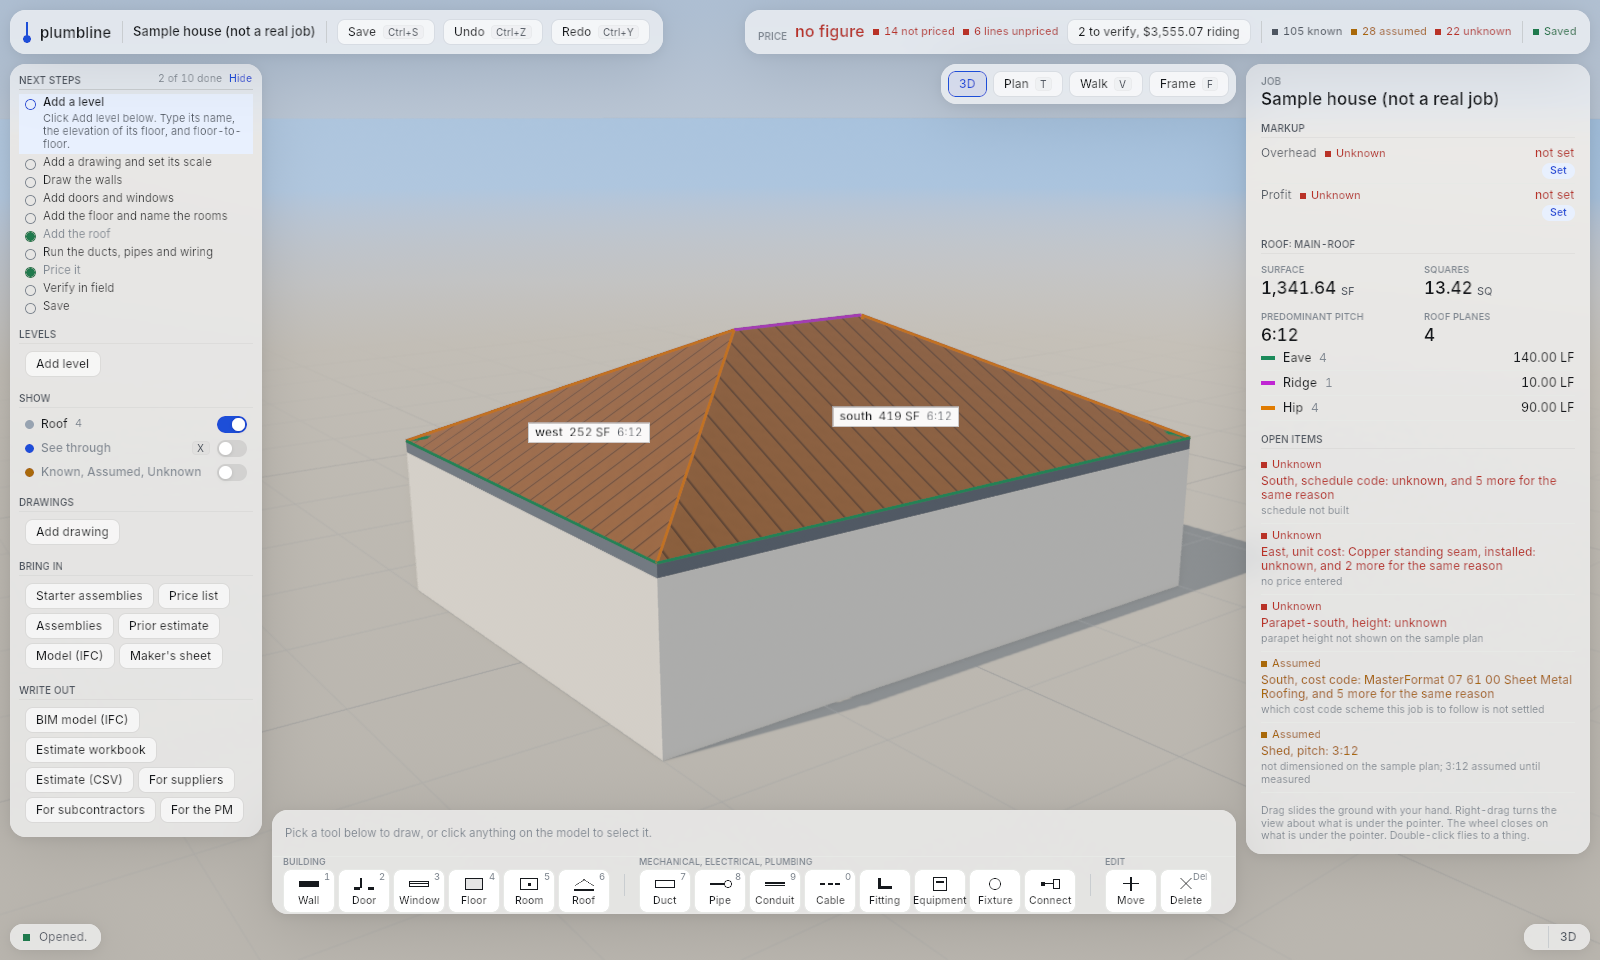 plumbline
Sample house (not a real job)
Save Ctrl+S
Undo Ctrl+Z
Redo Ctrl+Y
PRICE no figure
14 not priced
6 lines unpriced
2 to verify, $3,555.07 riding
105 known
28 assumed
22 unknown
Saved
NEXT STEPS
2 of 10 done
Hide
Add a level
Click Add level below. Type its name,
the elevation of its floor, and floor-to-
floor.
Add a drawing and set its scale
Draw the walls
Add doors and windows
Add the floor and name the rooms
Add the roof
Run the ducts, pipes and wiring
Price it
Verify in field
Save
LEVELS
Add level
SHOW
Roof 4
See through X
Known, Assumed, Unknown
DRAWINGS
Add drawing
BRING IN
Starter assemblies
Price list
Assemblies
Prior estimate
Model (IFC)
Maker's sheet
WRITE OUT
BIM model (IFC)
Estimate workbook
Estimate (CSV)
For suppliers
For subcontractors
For the PM
Opened.
3D
Plan T
Walk V
Frame F
west 252 SF 6:12
south 419 SF 6:12
Pick a tool below to draw, or click anything on the model to select it.
BUILDING
1 Wall
2 Door
3 Window
4 Floor
5 Room
6 Roof
MECHANICAL, ELECTRICAL, PLUMBING
7 Duct
8 Pipe
9 Conduit
0 Cable
Fitting
Equipment
Fixture
Connect
EDIT
Move
Del Delete
JOB
Sample house (not a real job)
MARKUP
Overhead Unknown not set
Set
Profit Unknown not set
Set
ROOF: MAIN-ROOF
SURFACE
1,341.64 SF
SQUARES
13.42 SQ
PREDOMINANT PITCH
6:12
ROOF PLANES
4
Eave 4 140.00 LF
Ridge 1 10.00 LF
Hip 4 90.00 LF
OPEN ITEMS
Unknown
South, schedule code: unknown, and 5 more for the
same reason
schedule not built
Unknown
East, unit cost: Copper standing seam, installed:
unknown, and 2 more for the same reason
no price entered
Unknown
Parapet-south, height: unknown
parapet height not shown on the sample plan
Assumed
South, cost code: MasterFormat 07 61 00 Sheet Metal
Roofing, and 5 more for the same reason
which cost code scheme this job is to follow is not settled
Assumed
Shed, pitch: 3:12
not dimensioned on the sample plan; 3:12 assumed until
measured
Drag slides the ground with your hand. Right-drag turns the
view about what is under the pointer. The wheel closes on
what is under the pointer. Double-click flies to a thing.
3D